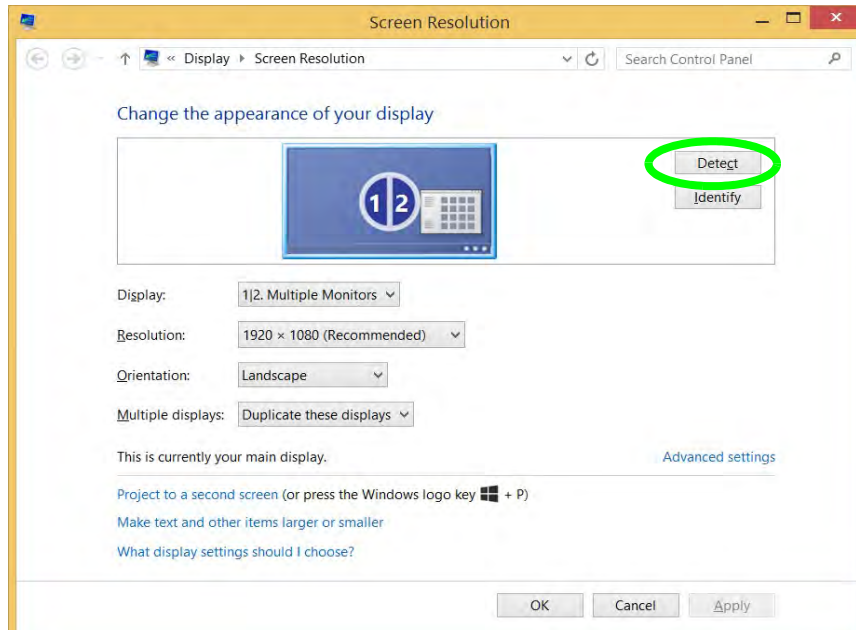 Screen Resolution
« Display ▸ Screen Resolution
Search Control Panel
Change the appearance of your display
1|2
Detect
Identify
Display: 1|2. Multiple Monitors
Resolution: 1920 × 1080 (Recommended)
Orientation: Landscape
Multiple displays: Duplicate these displays
This is currently your main display. Advanced settings
Project to a second screen (or press the Windows logo key + P)
Make text and other items larger or smaller
What display settings should I choose?
OK Cancel Apply